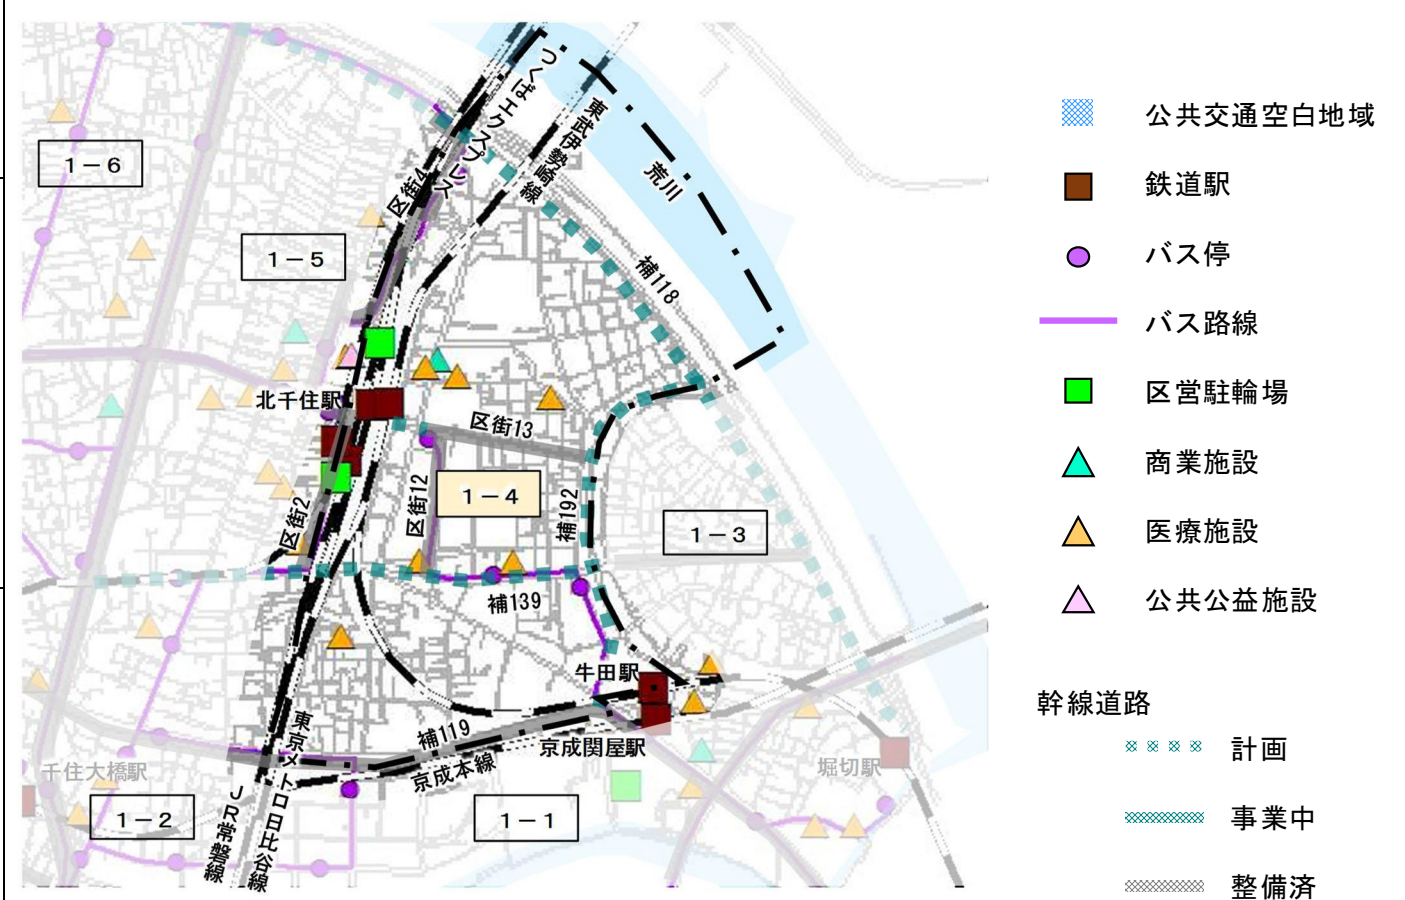 つくばエクスプレス
東武伊勢崎線
荒川
1－6
区街4
1－5
補118
北千住駅
区街13
区街12
1－4
補192
区街2
1－3
補139
牛田駅
東京メトロ日比谷線
補119
京成関屋駅
京成本線
千住大橋駅
堀切駅
JR常磐線
1－2
1－1
公共交通空白地域
鉄道駅
バス停
バス路線
区営駐輪場
商業施設
医療施設
公共公益施設
幹線道路
計画
事業中
整備済